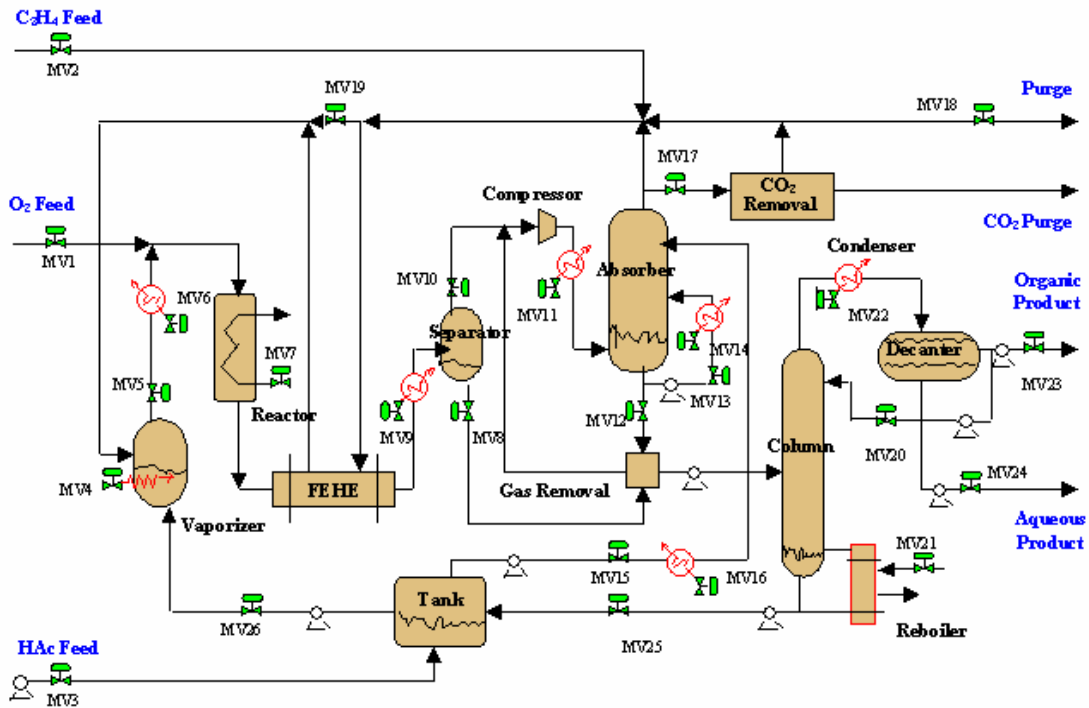 C₂H₄ Feed
MV2
MV19
Purge
MV18
MV17
CO₂
Removal
CO₂ Purge
O₂ Feed
MV1
Compressor
Condenser
Absorber
Organic
Product
MV10
MV6
MV11
MV22
Separator
Decanter
MV7
MV14
MV23
MV5
Reactor
MV13
MV9
MV8
MV12
Column
MV20
MV24
MV4
FEHE
Gas Removal
Vaporizer
Aqueous
Product
MV21
MV15
MV16
Tank
MV26
MV25
Reboiler
HAc Feed
MV3